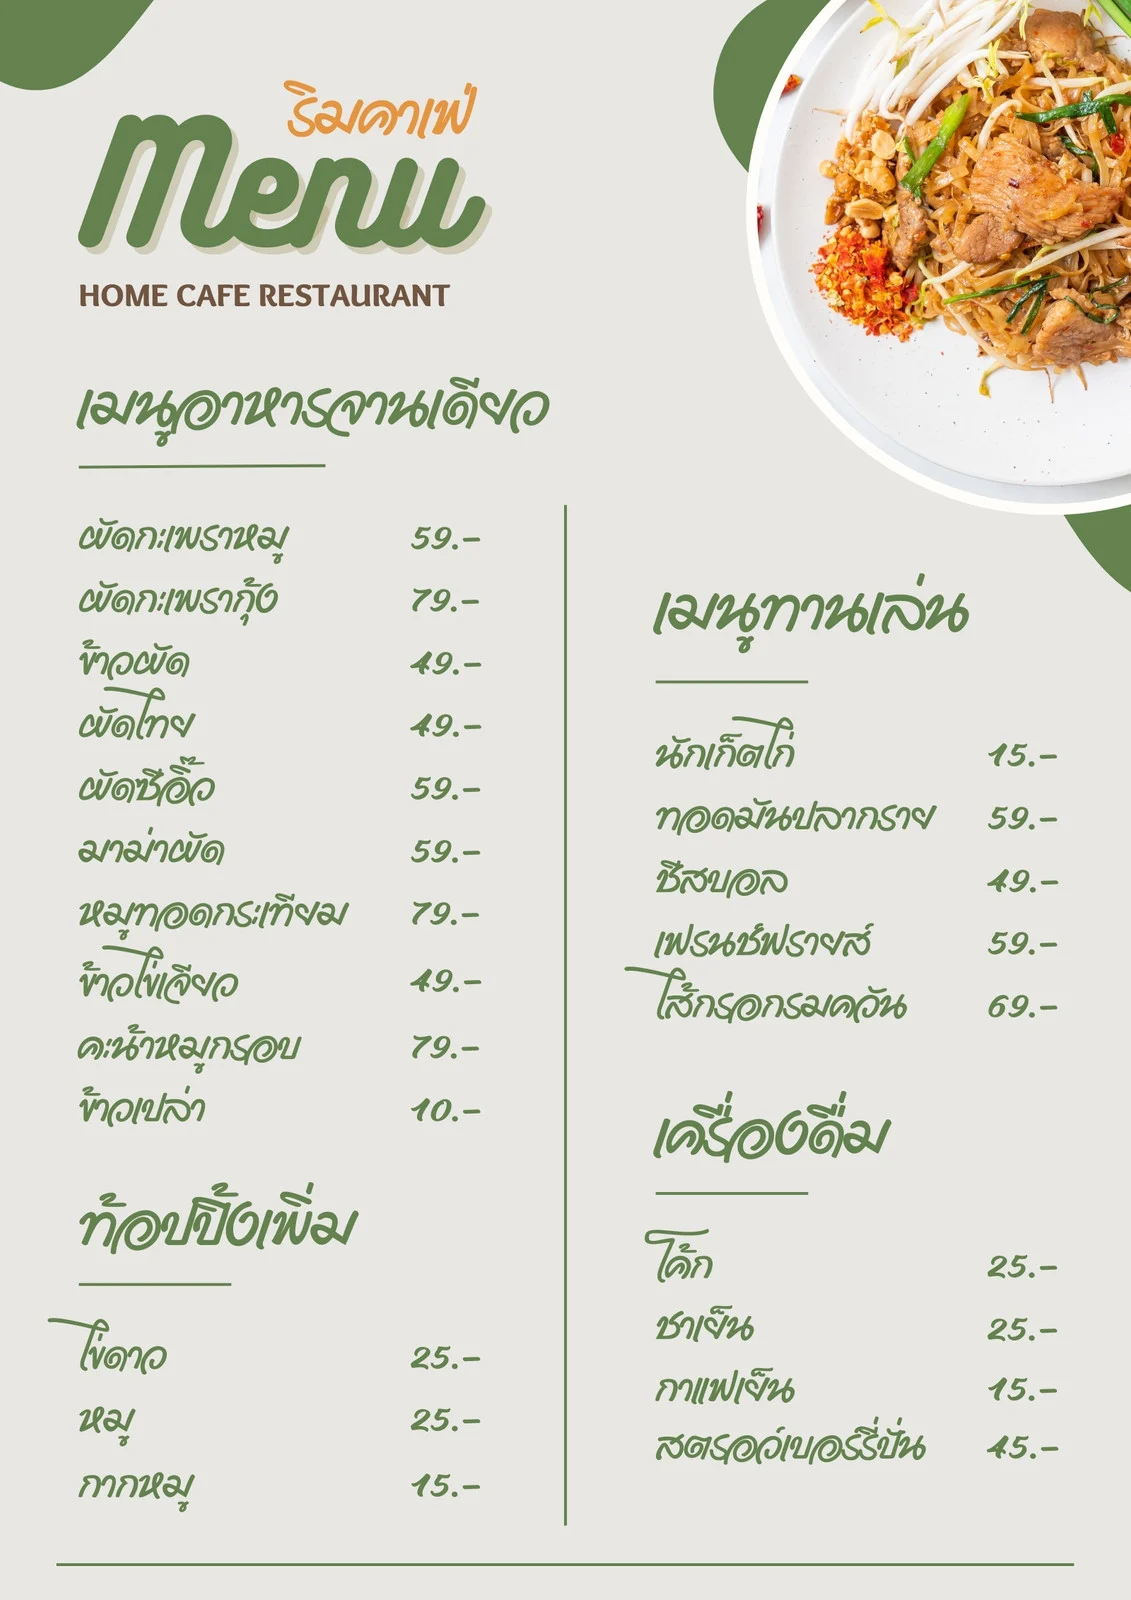 ริมคาเฟ่
Menu
HOME CAFE RESTAURANT
เมนูอาหารจานเดียว
ผัดกะเพราหมู 59.-
ผัดกะเพรากุ้ง 79.-
ข้าวผัด 49.-
ผัดไทย 49.-
ผัดซีอิ๊ว 59.-
มาม่าผัด 59.-
หมูทอดกระเทียม 79.-
ข้าวไข่เจียว 49.-
คะน้าหมูกรอบ 79.-
ข้าวเปล่า 10.-
ท้อปปิ้งเพิ่ม
ไข่ดาว 25.-
หมู 25.-
กากหมู 15.-
เมนูทานเล่น
นักเก็ตไก่ 15.-
ทอดมันปลากราย 59.-
ชีสบอล 49.-
เฟรนช์ฟรายส์ 59.-
ไส้กรอกรมควัน 69.-
เครื่องดื่ม
โค้ก 25.-
ชาเย็น 25.-
กาแฟเย็น 15.-
สตรอว์เบอร์รี่ปั่น 45.-